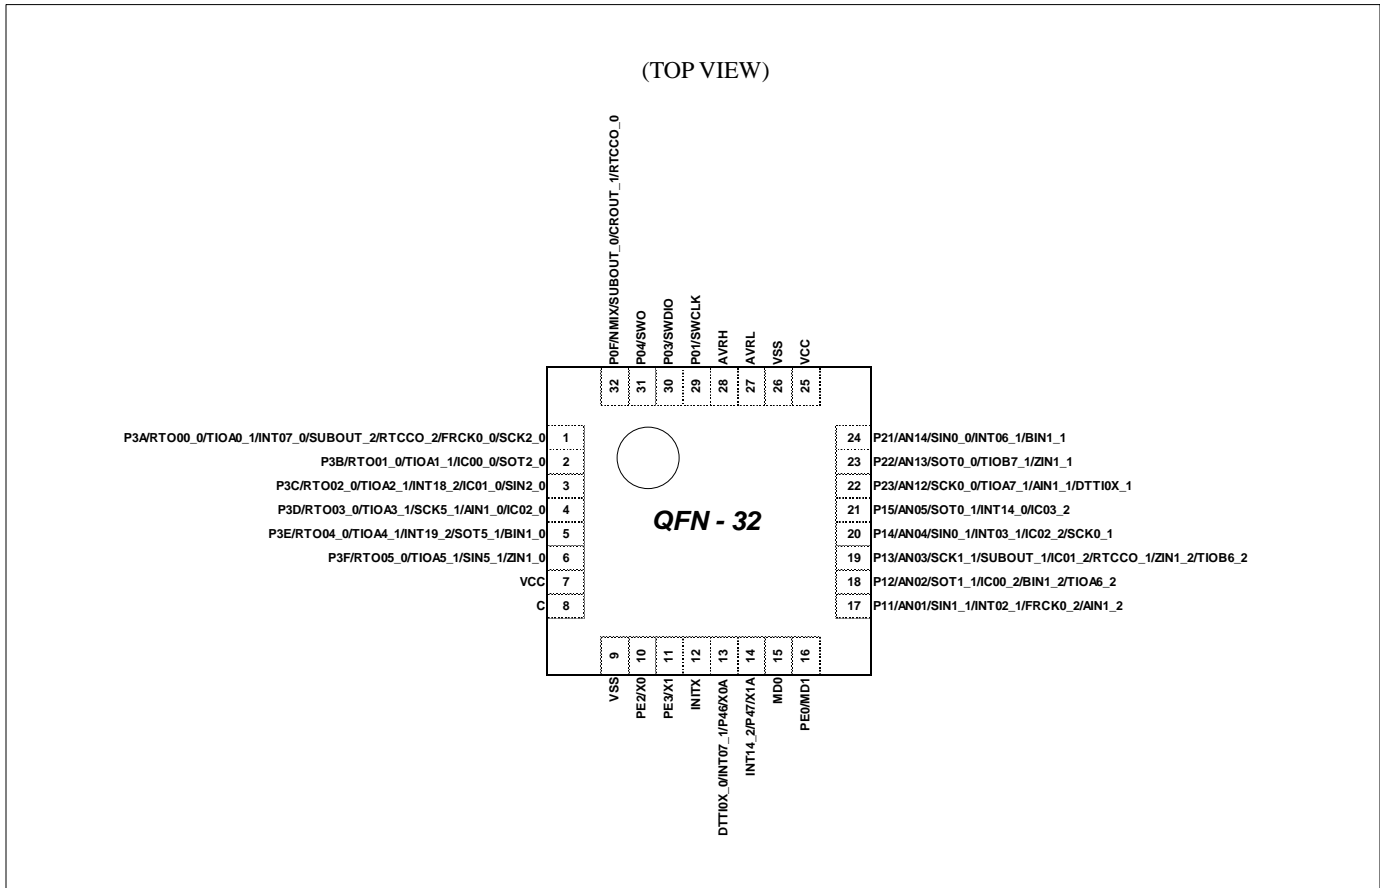 (TOP VIEW)
P0F/NMIX/SUBOUT_0/CROUT_1/RTCCO_0
P04/SWO
P03/SWDIO
P01/SWCLK
AVRH
AVRL
VSS
VCC
32
31
30
29
28
27
26
25
P3A/RTO00_0/TIOA0_1/INT07_0/SUBOUT_2/RTCCO_2/FRCK0_0/SCK2_0 1
P3B/RTO01_0/TIOA1_1/IC00_0/SOT2_0 2
P3C/RTO02_0/TIOA2_1/INT18_2/IC01_0/SIN2_0 3
P3D/RTO03_0/TIOA3_1/SCK5_1/AIN1_0/IC02_0 4
P3E/RTO04_0/TIOA4_1/INT19_2/SOT5_1/BIN1_0 5
P3F/RTO05_0/TIOA5_1/SIN5_1/ZIN1_0 6
VCC 7
C 8
QFN - 32
24 P21/AN14/SIN0_0/INT06_1/BIN1_1
23 P22/AN13/SOT0_0/TIOB7_1/ZIN1_1
22 P23/AN12/SCK0_0/TIOA7_1/AIN1_1/DTTI0X_1
21 P15/AN05/SOT0_1/INT14_0/IC03_2
20 P14/AN04/SIN0_1/INT03_1/IC02_2/SCK0_1
19 P13/AN03/SCK1_1/SUBOUT_1/IC01_2/RTCCO_1/ZIN1_2/TIOB6_2
18 P12/AN02/SOT1_1/IC00_2/BIN1_2/TIOA6_2
17 P11/AN01/SIN1_1/INT02_1/FRCK0_2/AIN1_2
9
10
11
12
13
14
15
16
VSS
PE2/X0
PE3/X1
INITX
DTTI0X_0/INT07_1/P46/X0A
INT14_2/P47/X1A
MD0
PE0/MD1